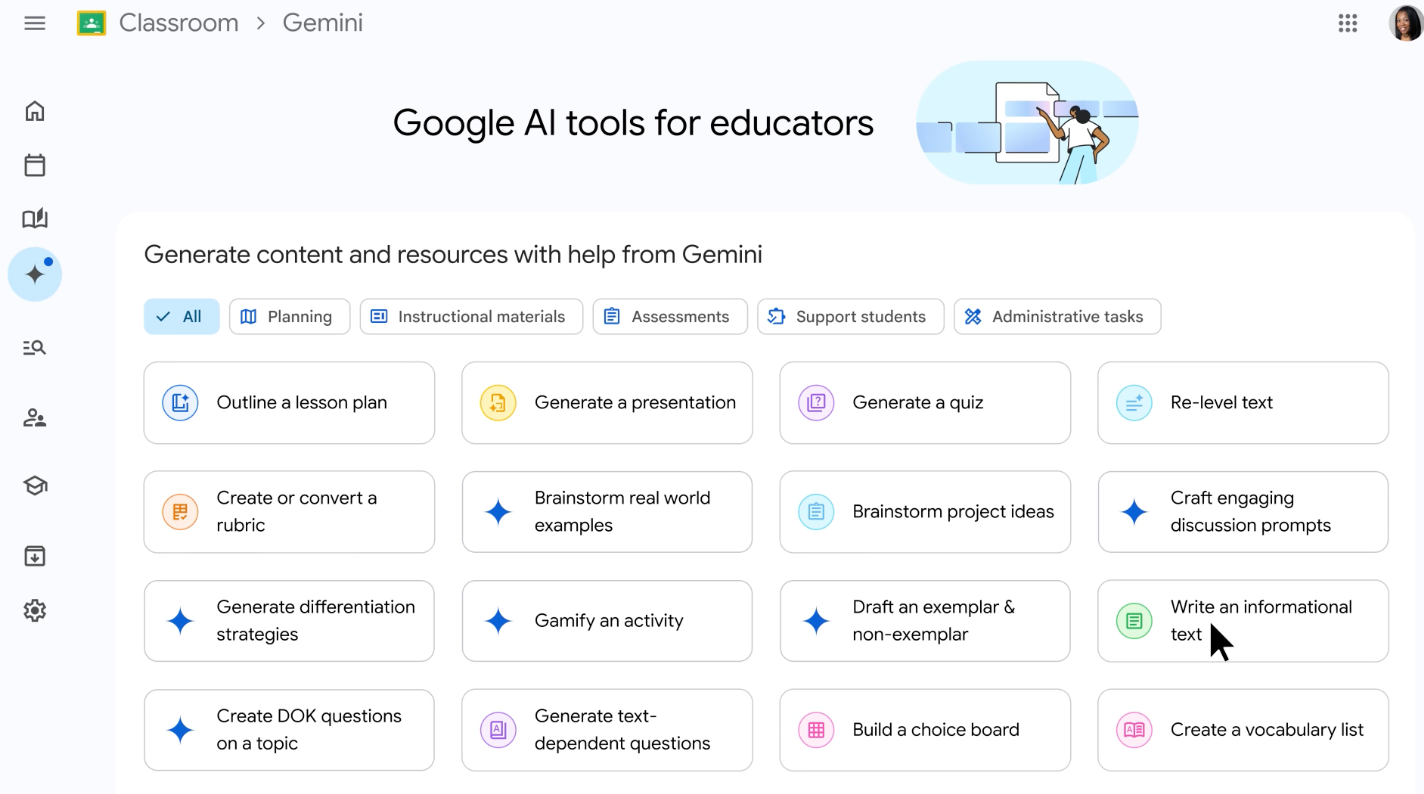 Classroom > Gemini
Google AI tools for educators
Generate content and resources with help from Gemini
All
Planning
Instructional materials
Assessments
Support students
Administrative tasks
Outline a lesson plan
Generate a presentation
Generate a quiz
Re-level text
Create or convert a
rubric
Brainstorm real world
examples
Brainstorm project ideas
Craft engaging
discussion prompts
Generate differentiation
strategies
Gamify an activity
Draft an exemplar &
non-exemplar
Write an informational
text
Create DOK questions
on a topic
Generate text-
dependent questions
Build a choice board
Create a vocabulary list